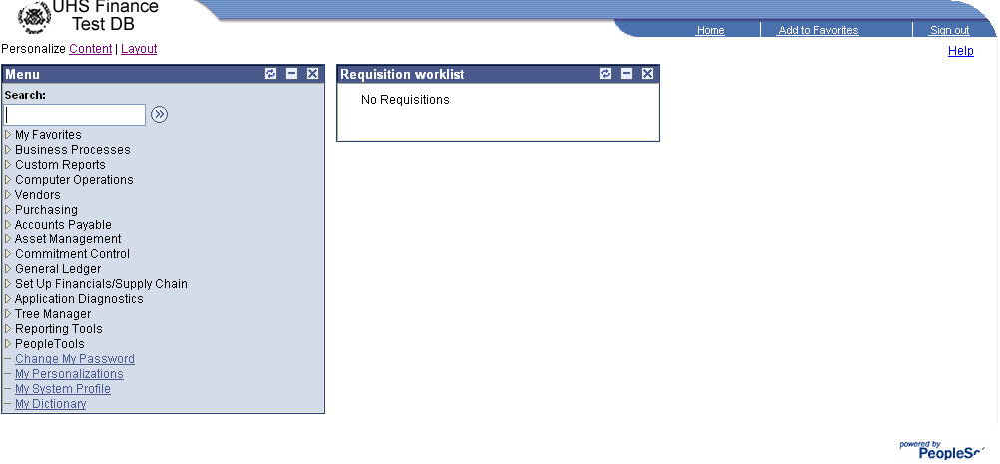 UHS Finance
Test DB
Home
Add to Favorites
Sign out
Personalize Content | Layout
Help
Menu
Search:
My Favorites
Business Processes
Custom Reports
Computer Operations
Vendors
Purchasing
Accounts Payable
Asset Management
Commitment Control
General Ledger
Set Up Financials/Supply Chain
Application Diagnostics
Tree Manager
Reporting Tools
PeopleTools
Change My Password
My Personalizations
My System Profile
My Dictionary
Requisition worklist
No Requisitions
powered by